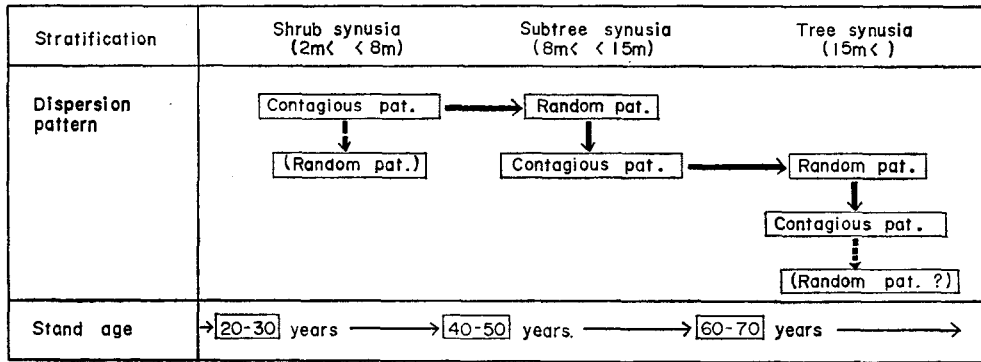 Stratification
Shrub synusia
(2m< <8m)
Subtree synusia
(8m< <15m)
Tree synusia
(15m< )
Dispersion
pattern
Contagious pat.
Random pat.
(Random pat.)
Contagious pat.
Random pat.
Contagious pat.
(Random pat. ?)
Stand age
20-30 years
40-50 years.
60-70 years